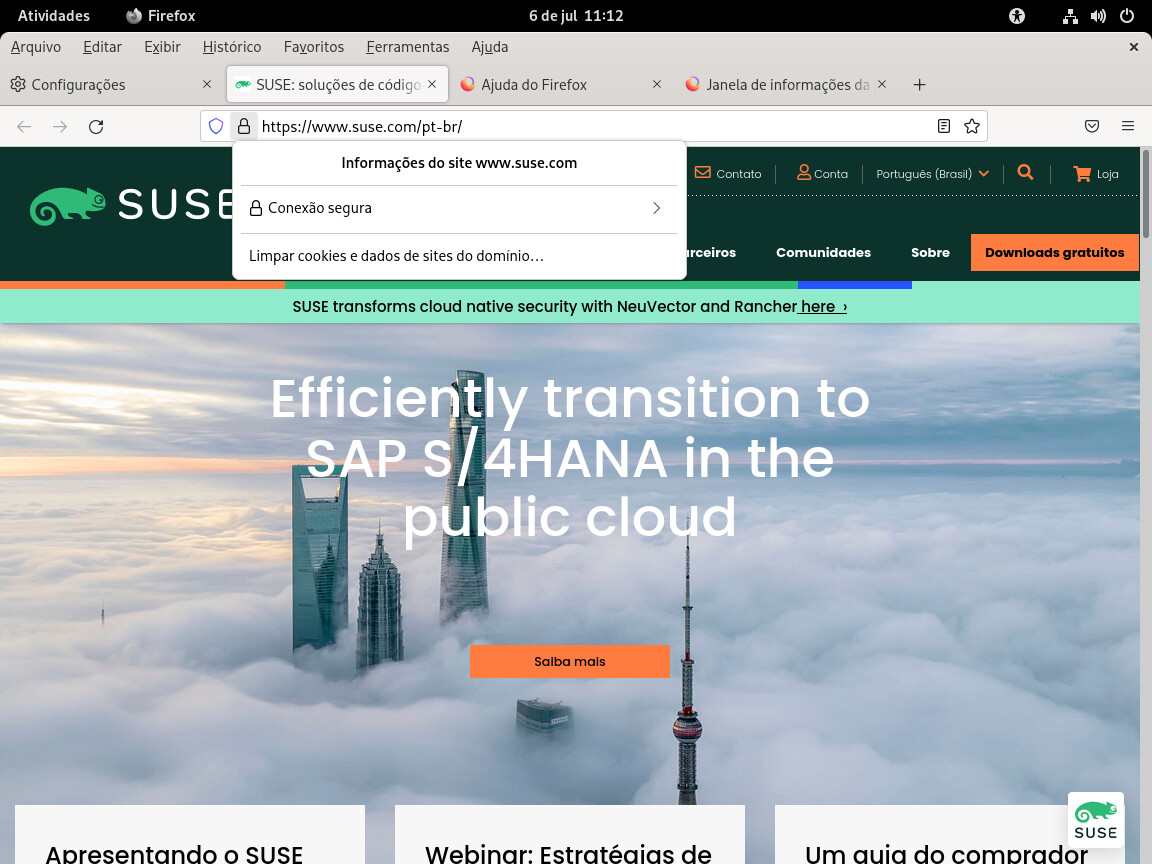 Atividades Firefox 6 de jul 11:12
Arquivo Editar Exibir Histórico Favoritos Ferramentas Ajuda
Configurações SUSE: soluções de código Ajuda do Firefox Janela de informações da
https://www.suse.com/pt-br/
Informações do site www.suse.com
Conexão segura
Limpar cookies e dados de sites do domínio…
Contato Conta Português (Brasil) Loja
SUSE
rceiros Comunidades Sobre Downloads gratuitos
SUSE transforms cloud native security with NeuVector and Rancher here ›
Efficiently transition to
SAP S/4HANA in the
public cloud
Saiba mais
SUSE
Apresentando o SUSE Webinar: Estratégias de Um guia do comprador